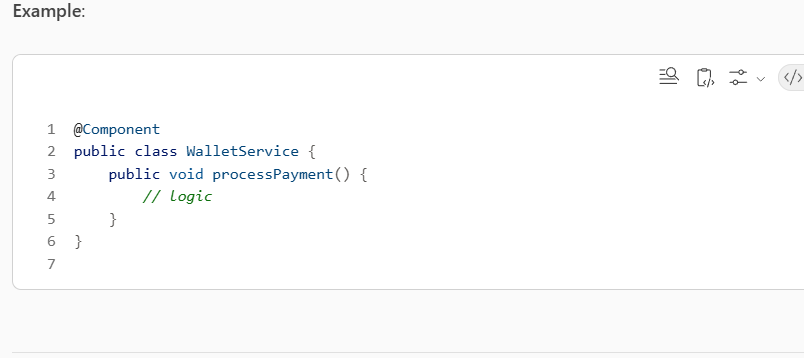 Example:
</>
1 @Component
2 public class WalletService {
3     public void processPayment() {
4         // logic
5     }
6 }
7